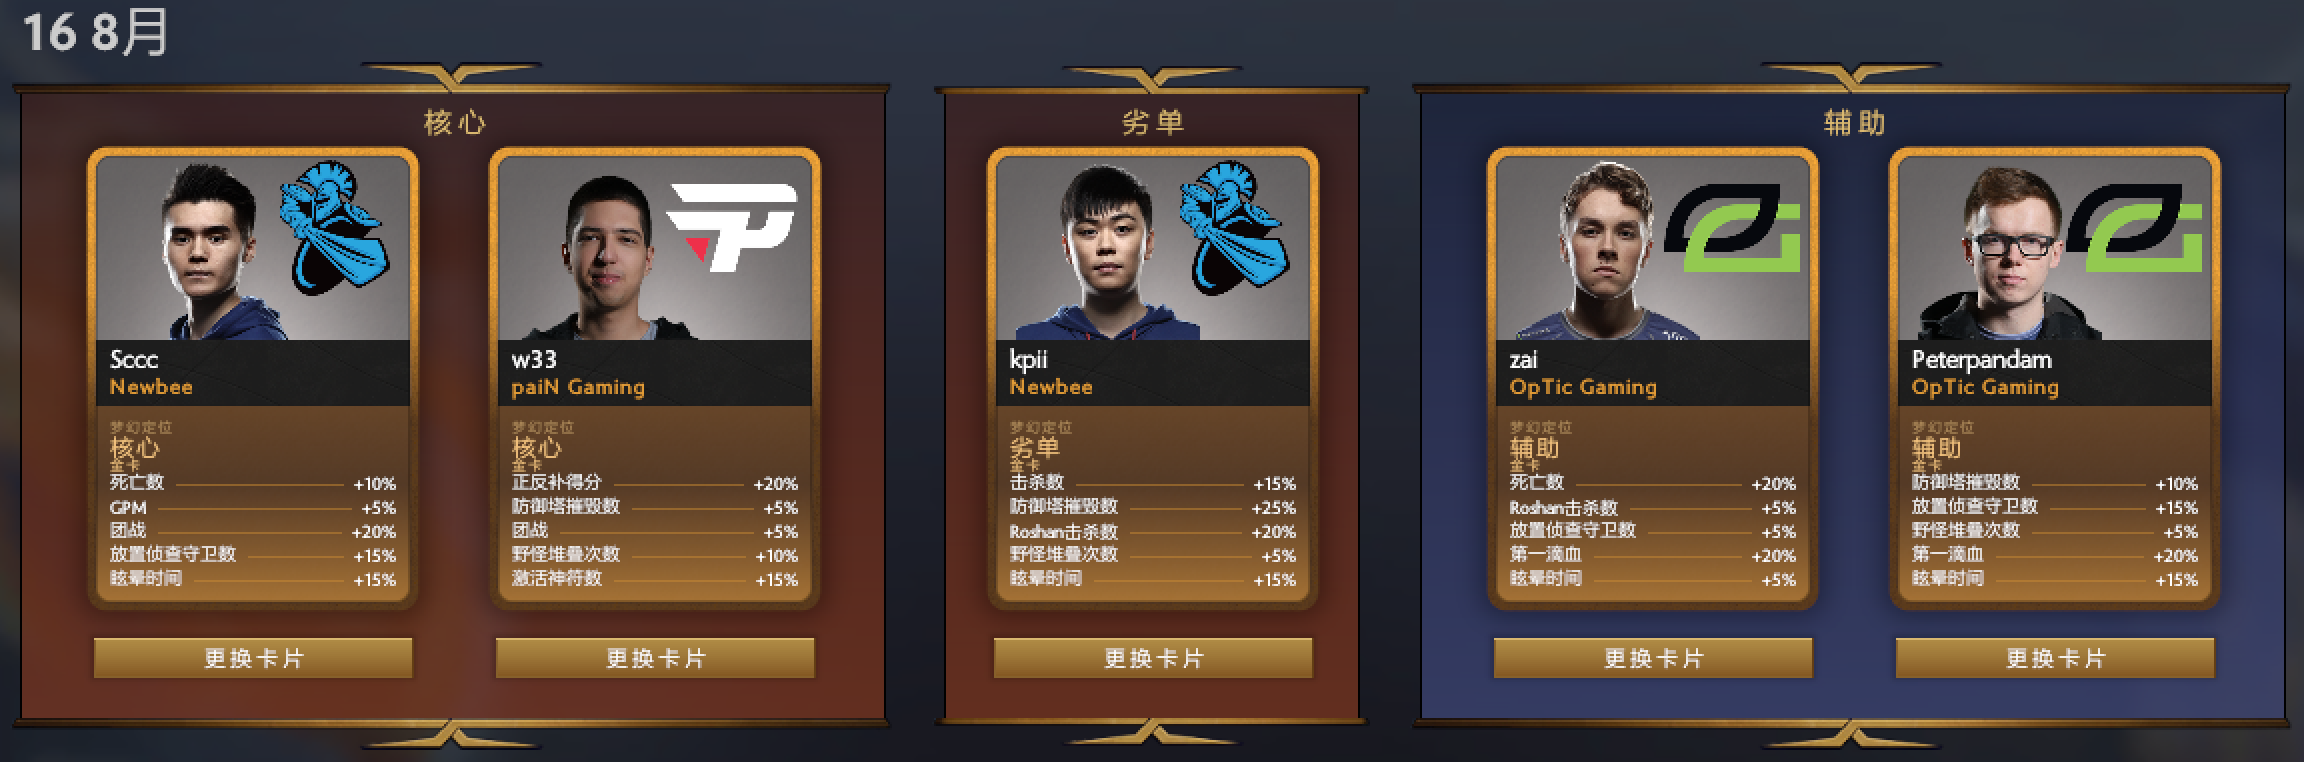 16 8月
核心
Sccc
Newbee
梦幻定位
核心
金卡
死亡数 +10%
GPM +5%
团战 +20%
放置侦查守卫数 +15%
眩晕时间 +15%
更换卡片
w33
paiN Gaming
梦幻定位
核心
金卡
正反补得分 +20%
防御塔摧毁数 +5%
团战 +5%
野怪堆叠次数 +10%
激活神符数 +15%
更换卡片
劣单
kpii
Newbee
梦幻定位
劣单
金卡
击杀数 +15%
防御塔摧毁数 +25%
Roshan击杀数 +20%
野怪堆叠次数 +5%
眩晕时间 +15%
更换卡片
辅助
zai
OpTic Gaming
梦幻定位
辅助
金卡
死亡数 +20%
Roshan击杀数 +5%
放置侦查守卫数 +5%
第一滴血 +20%
眩晕时间 +5%
更换卡片
Peterpandam
OpTic Gaming
梦幻定位
辅助
金卡
防御塔摧毁数 +10%
放置侦查守卫数 +15%
野怪堆叠次数 +5%
第一滴血 +20%
眩晕时间 +15%
更换卡片